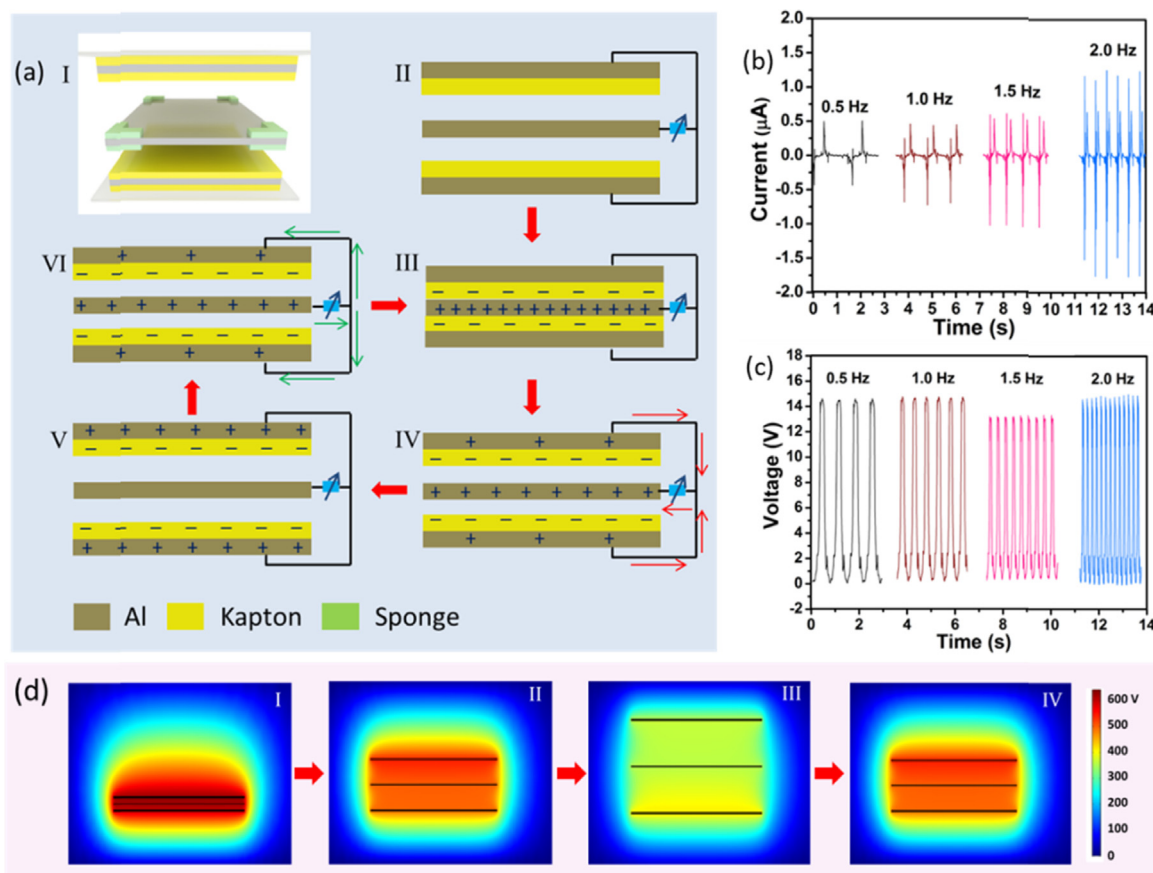 (a)
I
II
III
IV
V
VI
+ + +
− − − − − − −
+ + + + + + + +
− − − − − − −
+ + +
− − − − − − −
+ + + + + + + + + + + + + + +
− − − − − − −
+ + + + + + +
− − − − − − −
− − − − − − −
+ + + + + + +
+ + +
− − − − − − −
+ + + + + + + +
− − − − − − −
+ + +
Al Kapton Sponge
(b)
2.0
1.5
1.0
0.5
0.0
0.5
1.0
1.5
2.0
Current (μA)
0.5 Hz
1.0 Hz
1.5 Hz
2.0 Hz
0 1 2 3 4 5 6 7 8 9 10 11 12 13 14
Time (s)
(c)
18
16
14
12
10
8
6
4
2
0
-2
Voltage (V)
0.5 Hz 1.0 Hz 1.5 Hz 2.0 Hz
0 2 4 6 8 10 12 14
Time (s)
(d)
I
II
III
IV
600 V
500
400
300
200
100
0